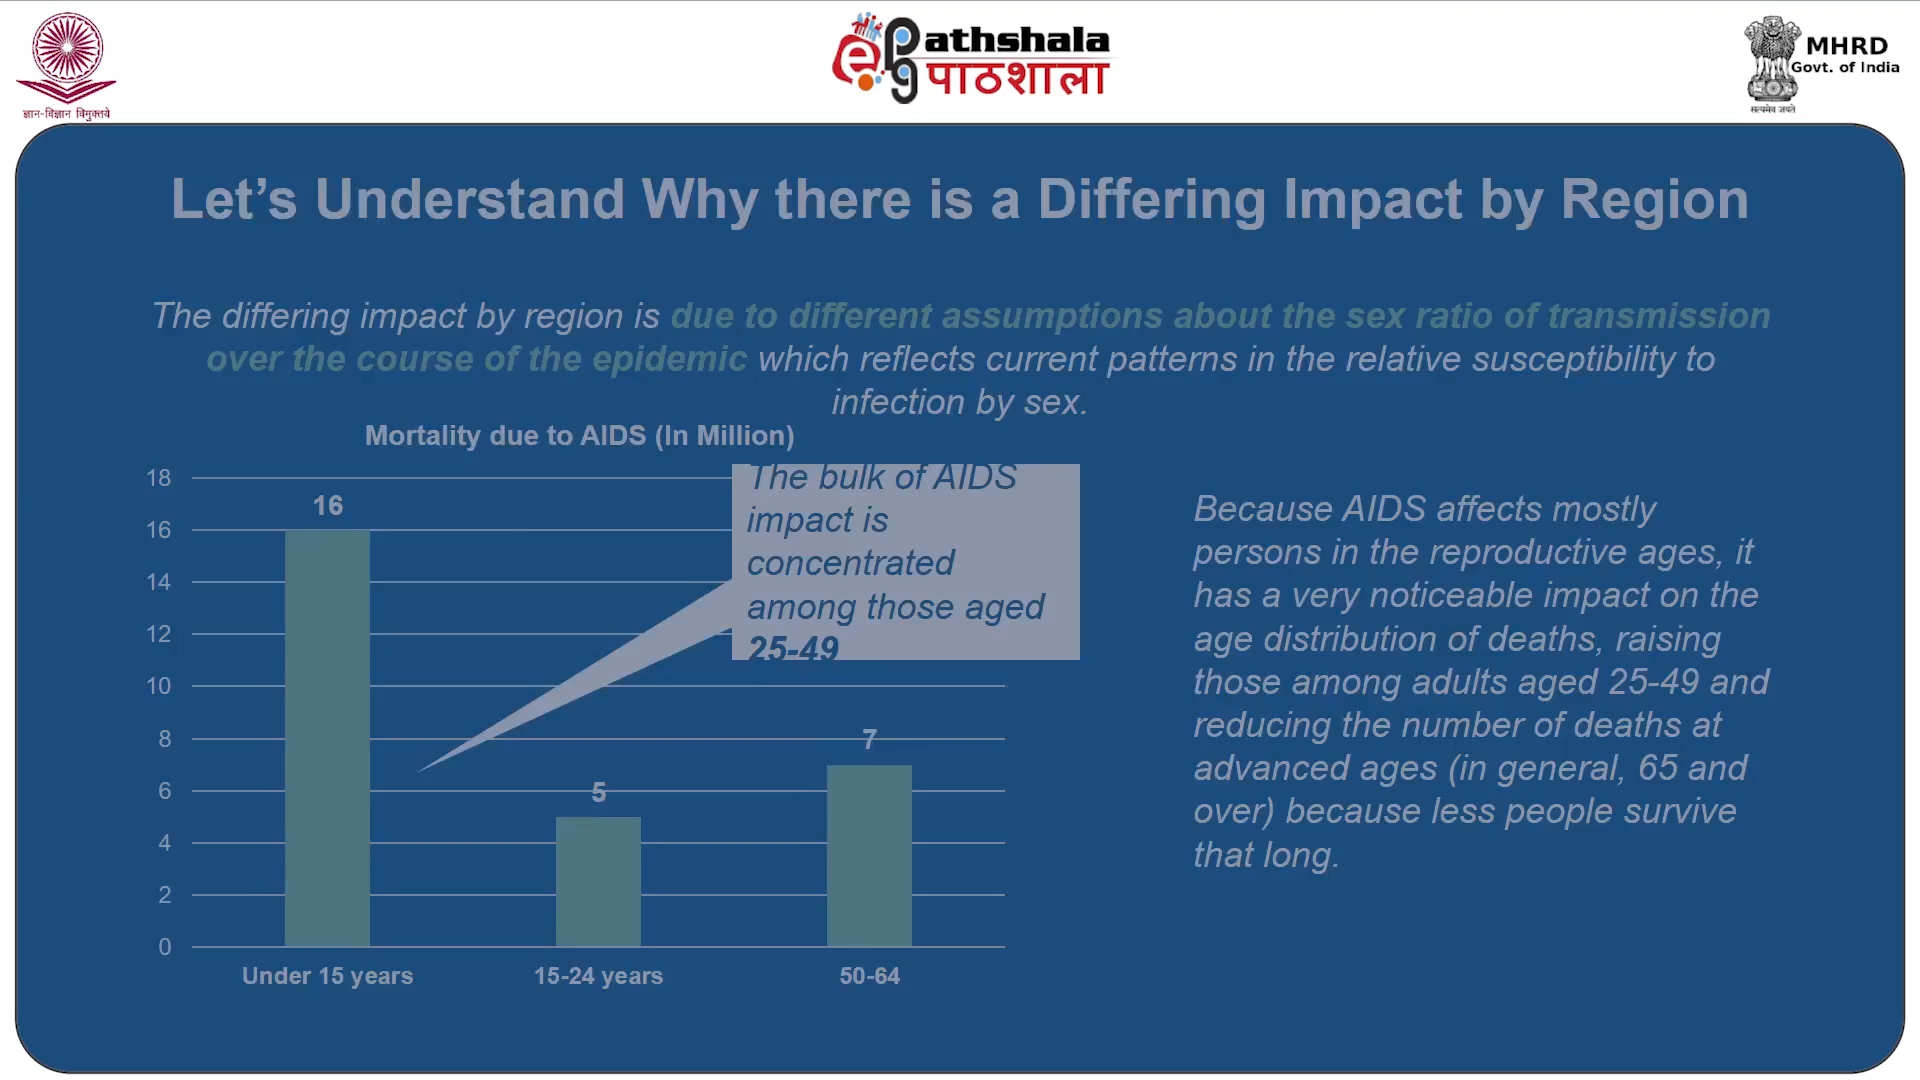 ज्ञान-विज्ञान विमुक्तये
ePG athshala
पाठशाला
MHRD
Govt. of India
सत्यमेव जयते
Let’s Understand Why there is a Differing Impact by Region
The differing impact by region is due to different assumptions about the sex ratio of transmission
over the course of the epidemic which reflects current patterns in the relative susceptibility to
infection by sex.
Mortality due to AIDS (In Million)
18
16
14
12
10
8
6
4
2
0
16
5
7
Under 15 years
15-24 years
50-64
The bulk of AIDS
impact is
concentrated
among those aged
25-49
Because AIDS affects mostly
persons in the reproductive ages, it
has a very noticeable impact on the
age distribution of deaths, raising
those among adults aged 25-49 and
reducing the number of deaths at
advanced ages (in general, 65 and
over) because less people survive
that long.